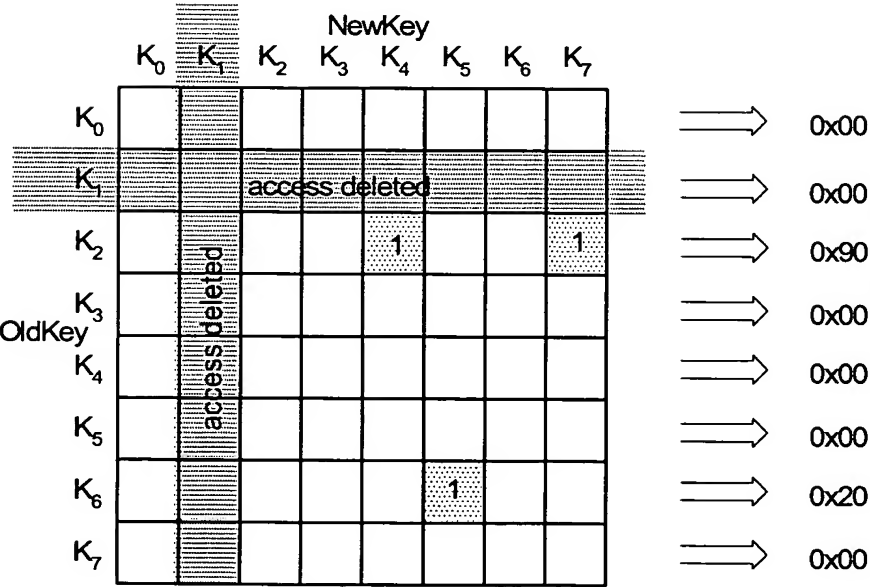 NewKey
K0 K1 K2 K3 K4 K5 K6 K7
K0 0x00
K1 access deleted 0x00
K2 1 1 0x90
K3 0x00
OldKey
access deleted
K4 0x00
K5 0x00
K6 1 0x20
K7 0x00